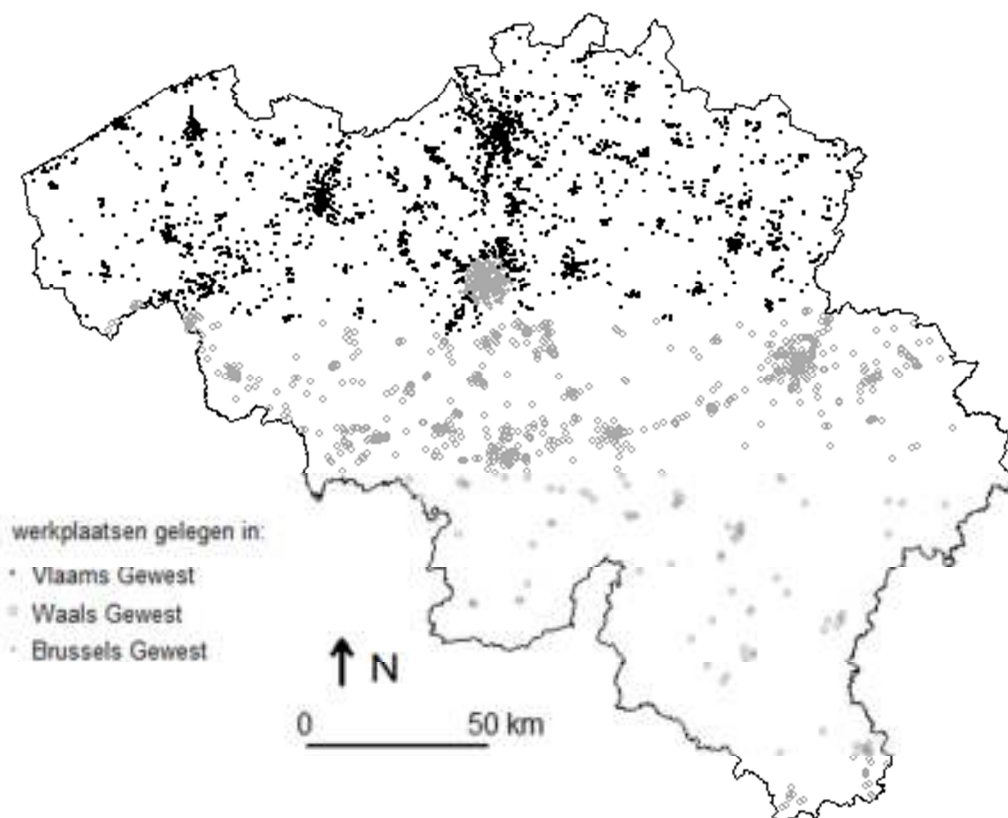 werkplaatsen gelegen in:
Vlaams Gewest
Waals Gewest
Brussels Gewest
N
0 50 km